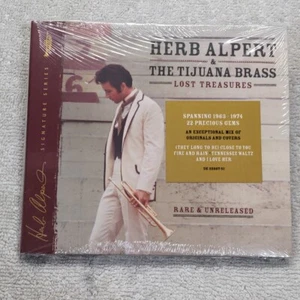 HERB ALPERT
&
THE TIJUANA BRASS
LOST TREASURES
SPANNING 1963 - 1974
22 PRECIOUS GEMS
AN EXCEPTIONAL MIX OF
ORIGINALS AND COVERS
(THEY LONG TO BE) CLOSE TO YOU
FIRE AND RAIN, TENNESSEE WALTZ
AND I LOVE HER
RARE & UNRELEASED
SIGNATURE SERIES
Herb Alpert